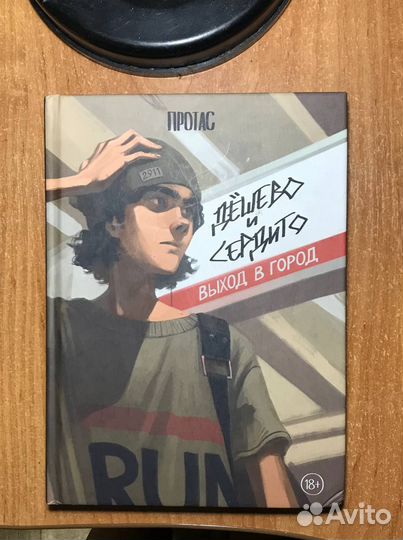 ПРОТАС
2911
ДЁШЕВО
И
СЕРДИТО
ВЫХОД В ГОРОД
RUN
18+
Avito